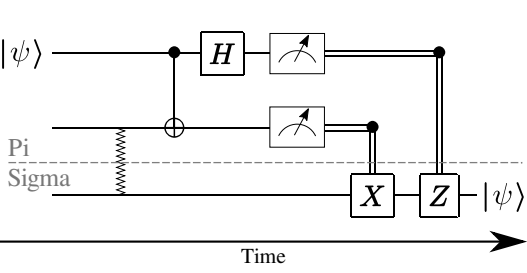 |ψ⟩ H
Pi
Sigma
X Z |ψ⟩
Time